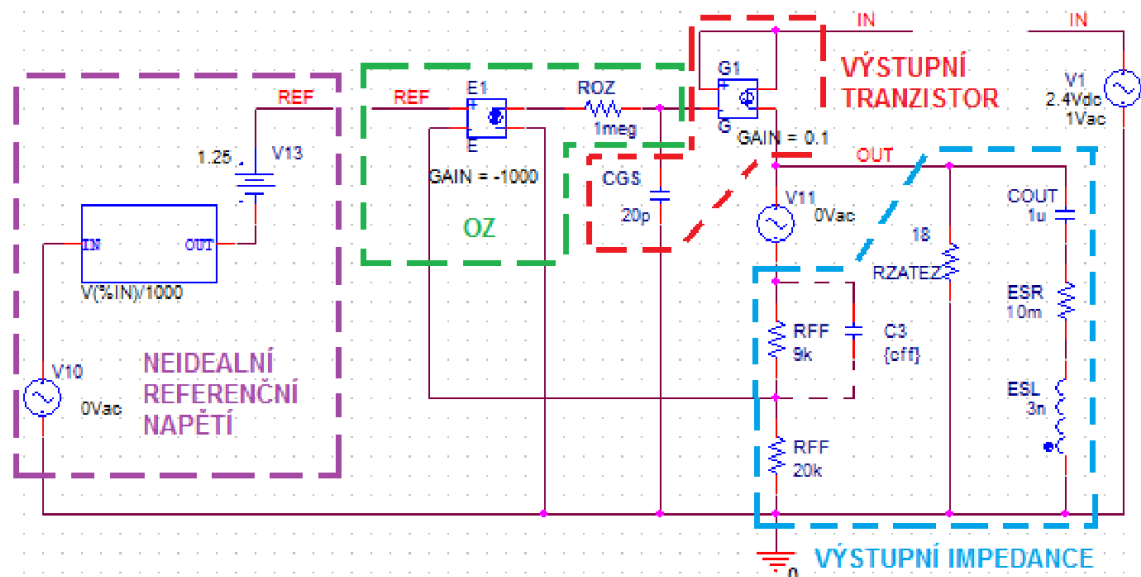 IN
IN
G1
VÝSTUPNÍ
TRANZISTOR
V1
2.4Vdc
1Vac
REF
REF
E1
ROZ
1meg
G
GAIN = 0.1
1.25
V13
E
GAIN = -1000
OZ
CGS
20p
OUT
V11
0Vac
COUT
1u
18
RZATEZ
IN
OUT
V(%IN)/1000
ESR
10m
RFF
9k
C3
{cff}
V10
0Vac
NEIDEALNÍ
REFERENČNÍ
NAPĚTÍ
ESL
3n
RFF
20k
0
VÝSTUPNÍ IMPEDANCE